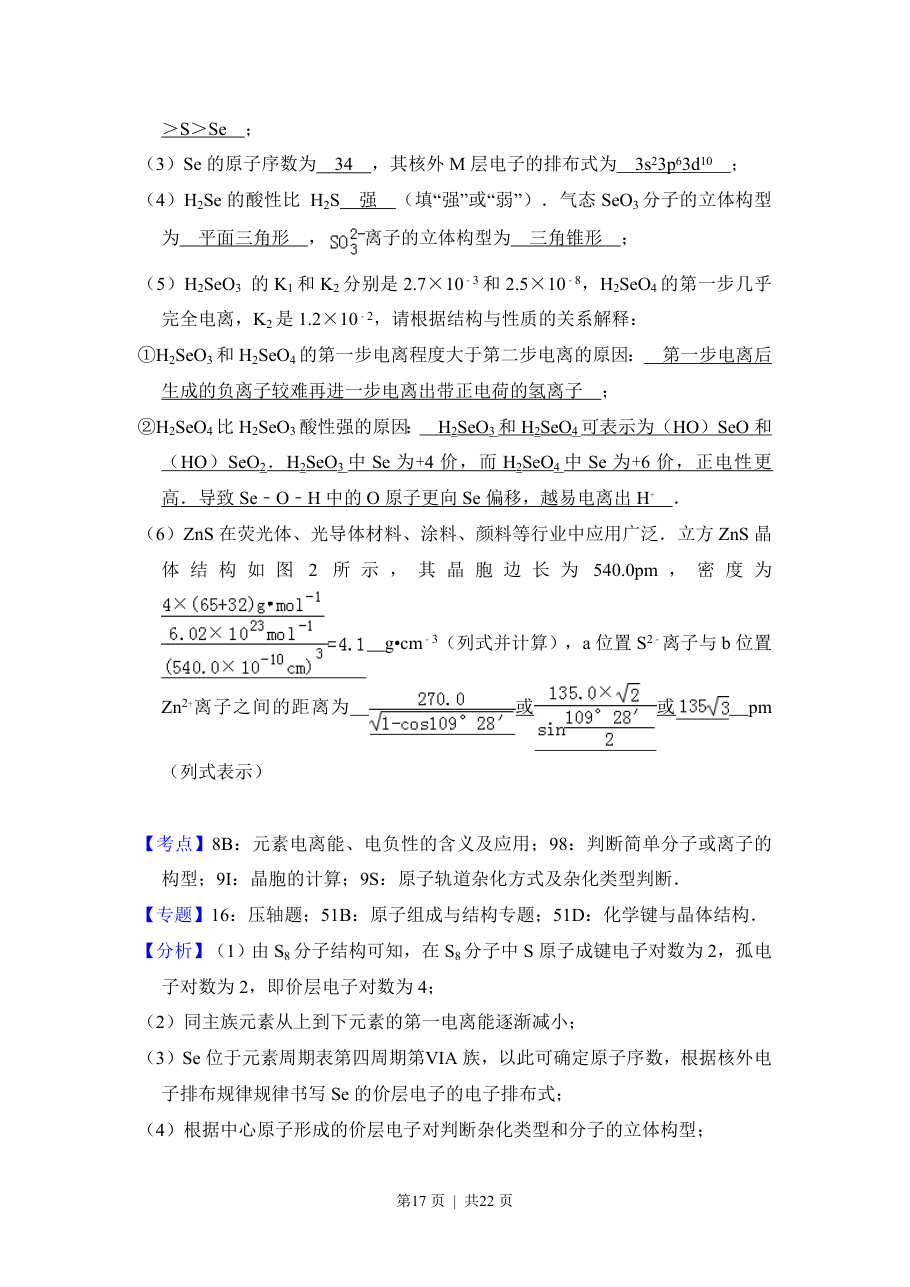 >S>Se ;
(3)Se 的原子序数为 34 ,其核外 M 层电子的排布式为 3s²3p⁶3d¹⁰ ;
(4)H₂Se 的酸性比 H₂S 强 (填“强”或“弱”).气态 SeO₃ 分子的立体构型
为 平面三角形 , SO₃²⁻离子的立体构型为 三角锥形 ;
(5)H₂SeO₃ 的 K₁ 和 K₂ 分别是 2.7×10⁻³ 和 2.5×10⁻⁸,H₂SeO₄ 的第一步几乎
完全电离,K₂ 是 1.2×10⁻²,请根据结构与性质的关系解释:
①H₂SeO₃ 和 H₂SeO₄ 的第一步电离程度大于第二步电离的原因: 第一步电离后
生成的负离子较难再进一步电离出带正电荷的氢离子 ;
②H₂SeO₄ 比 H₂SeO₃ 酸性强的原因: H₂SeO₃ 和 H₂SeO₄ 可表示为(HO)SeO 和
(HO)SeO₂.H₂SeO₃ 中 Se 为+4 价,而 H₂SeO₄ 中 Se 为+6 价,正电性更
高.导致 Se﹣O﹣H 中的 O 原子更向 Se 偏移,越易电离出 H⁺ .
(6)ZnS 在荧光体、光导体材料、涂料、颜料等行业中应用广泛.立方 ZnS 晶
体结构如图 2 所示,其晶胞边长为 540.0pm,密度为
4×(65+32)g•mol⁻¹
6.02×10²³mol⁻¹
(540.0×10⁻¹⁰cm)³ =4.1 g•cm⁻³(列式并计算),a 位置 S²⁻离子与 b 位置
Zn²⁺离子之间的距离为 270.0/√1-cos109°28′ 或 135.0×√2/sin(109°28′/2) 或 135√3 pm
(列式表示)
【考点】8B:元素电离能、电负性的含义及应用;98:判断简单分子或离子的
构型;9I:晶胞的计算;9S:原子轨道杂化方式及杂化类型判断.
【专题】16:压轴题;51B:原子组成与结构专题;51D:化学键与晶体结构.
【分析】(1)由 S₈ 分子结构可知,在 S₈ 分子中 S 原子成键电子对数为 2,孤电
子对数为 2,即价层电子对数为 4;
(2)同主族元素从上到下元素的第一电离能逐渐减小;
(3)Se 位于元素周期表第四周期第VIA 族,以此可确定原子序数,根据核外电
子排布规律规律书写 Se 的价层电子的电子排布式;
(4)根据中心原子形成的价层电子对判断杂化类型和分子的立体构型;
第17 页 | 共22 页